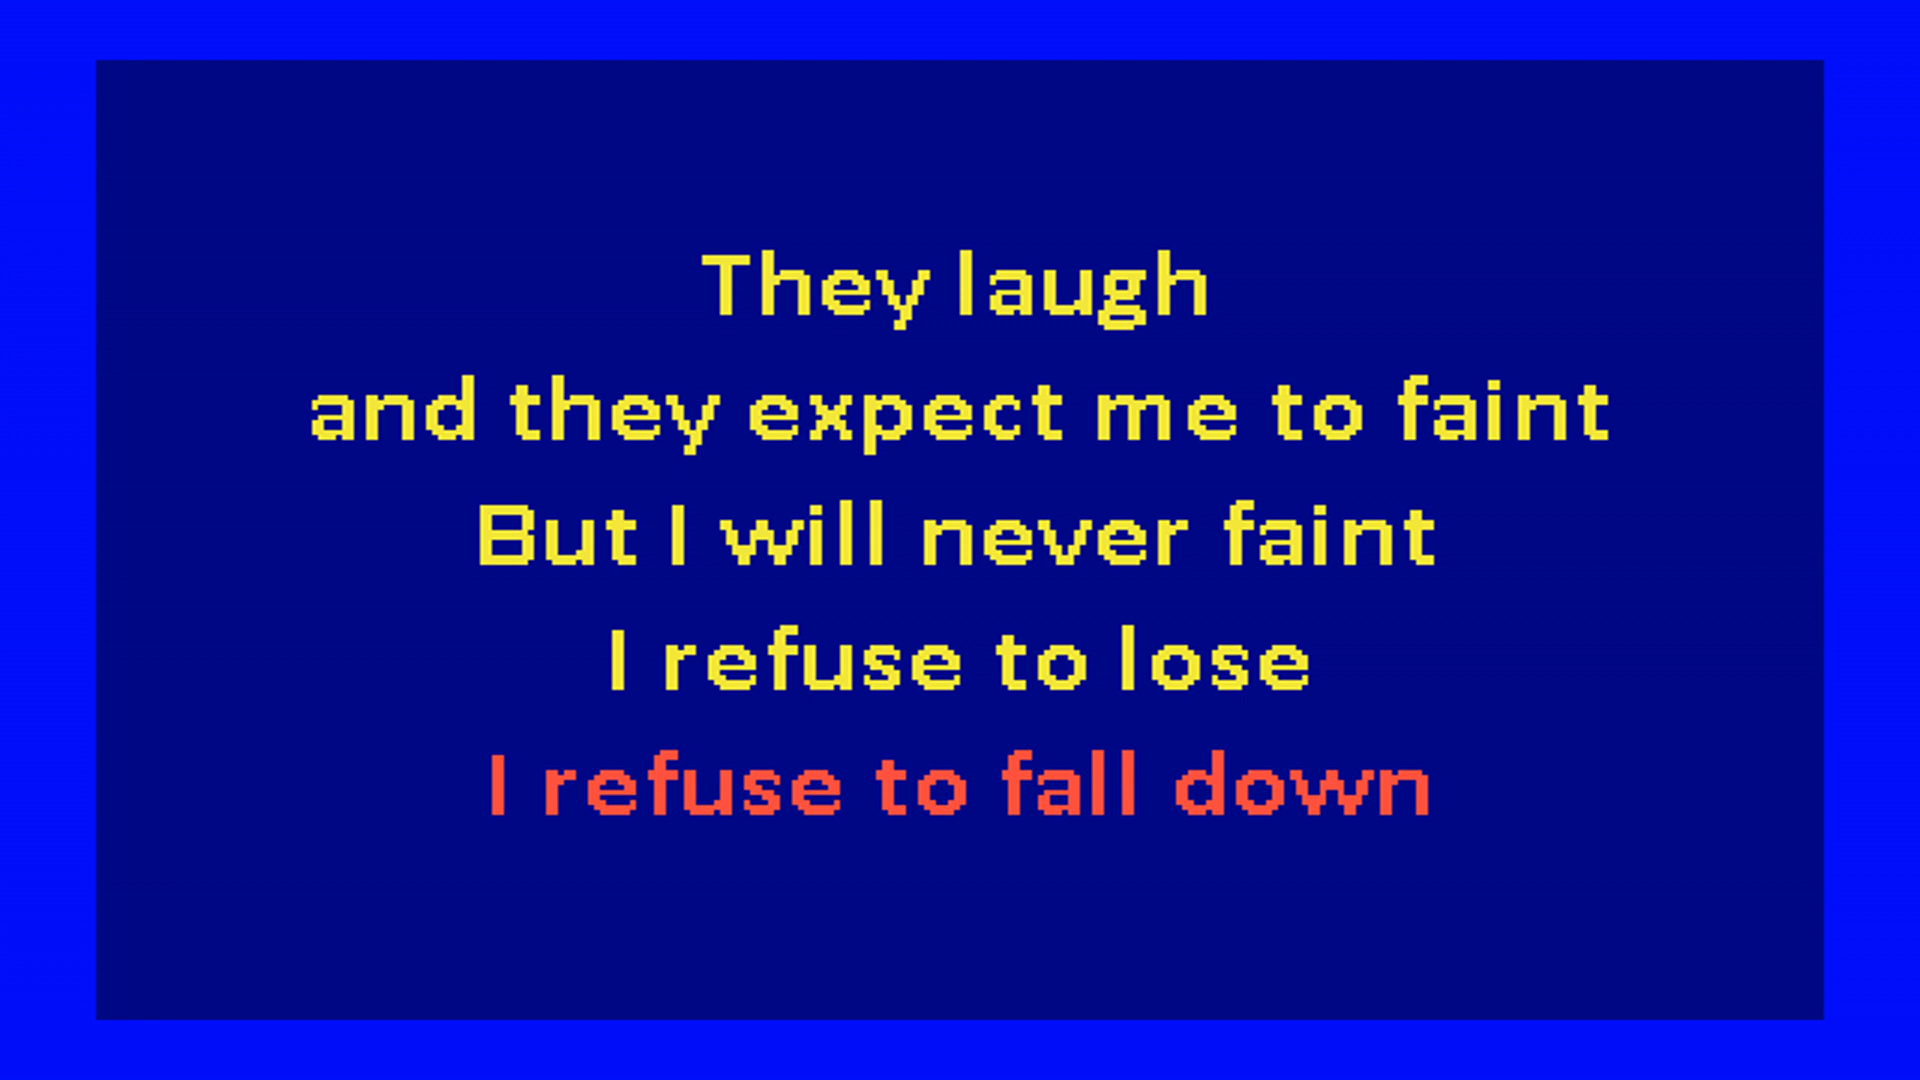 They laugh
and they expect me to faint
But I will never faint
I refuse to lose
I refuse to fall down